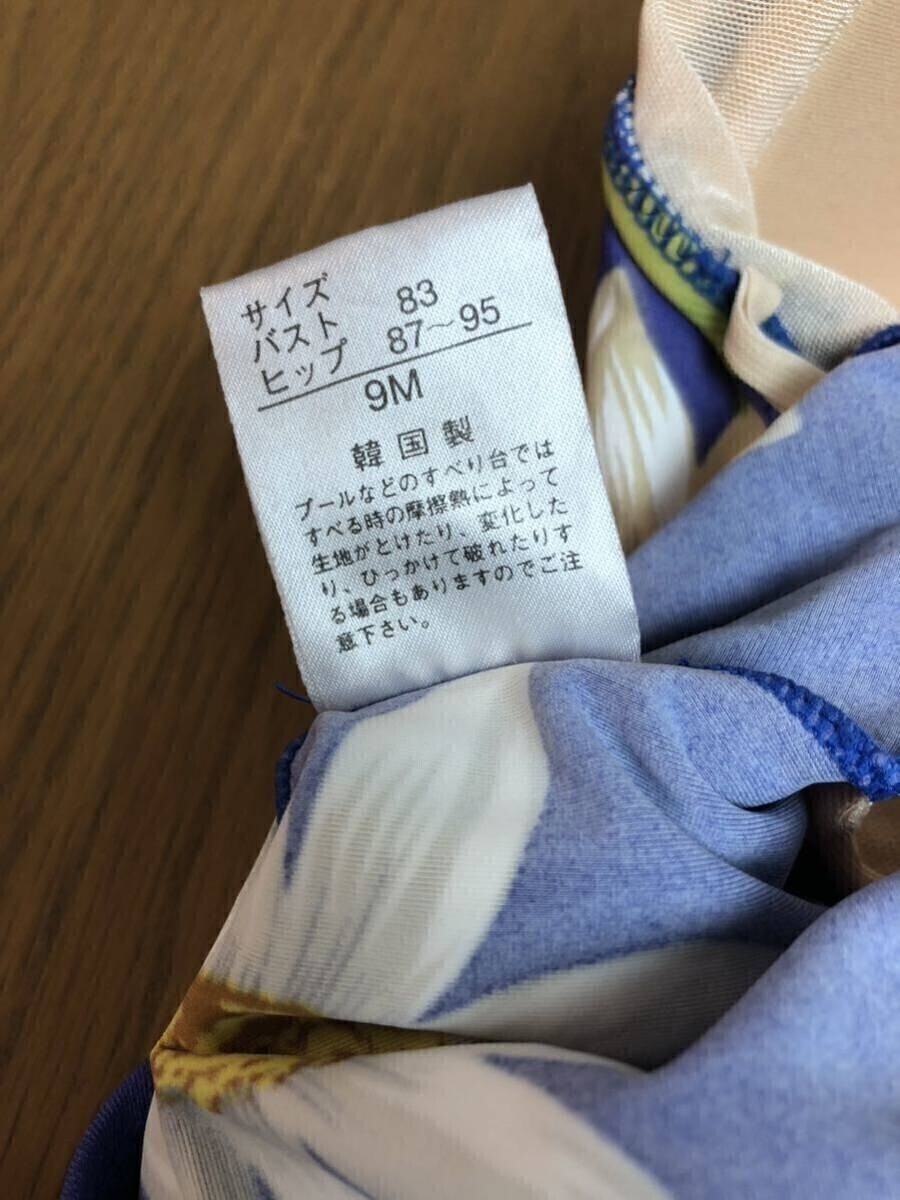 サイズ
バスト 83
ヒップ 87～95
9M
韓国製
プールなどのすべり台では
すべる時の摩擦熱によって
生地がとけたり、変化した
り、ひっかけて破れたりす
る場合もありますのでご注
意下さい。